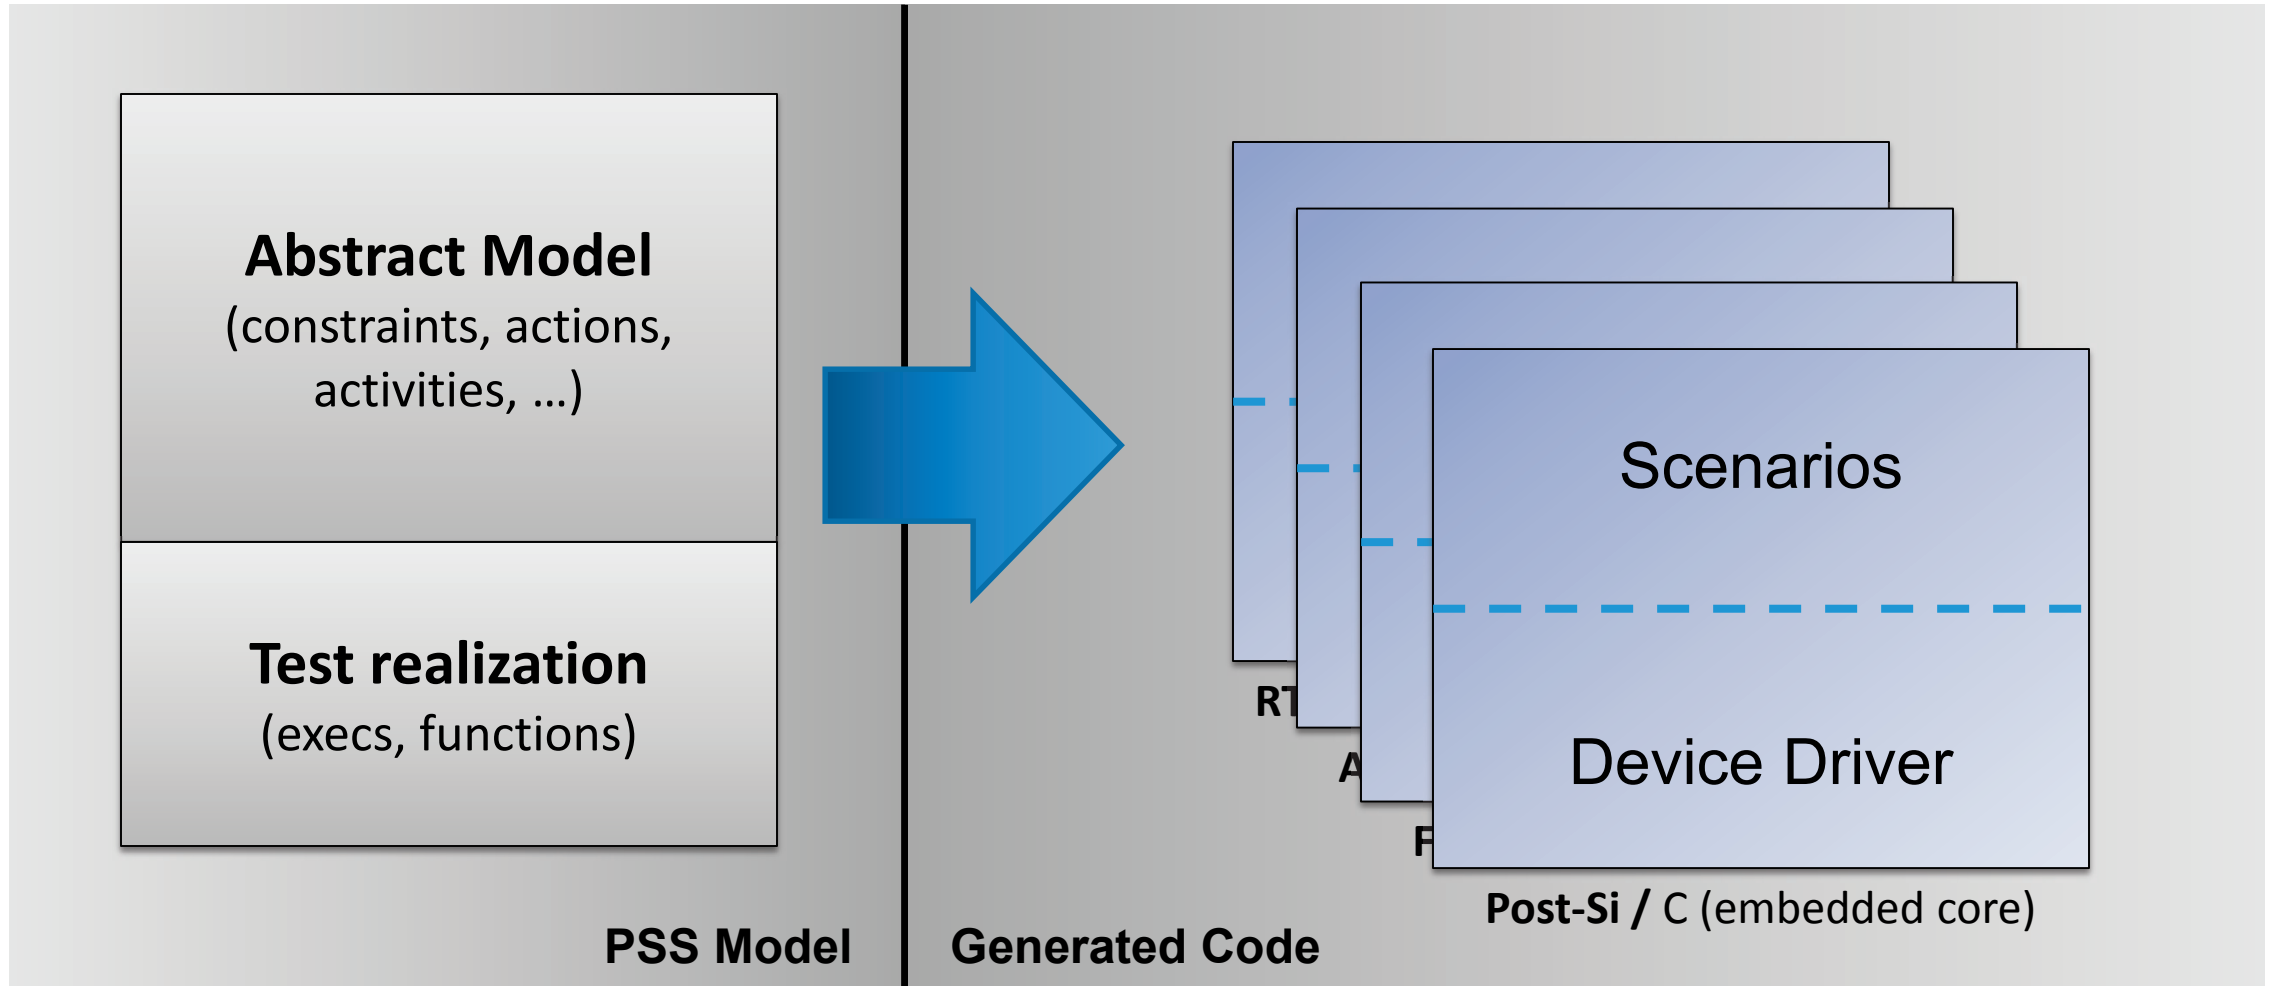 Abstract Model
(constraints, actions,
activities, ...)
Test realization
(execs, functions)
PSS Model
Scenarios
Device Driver
Post-Si / C (embedded core)
Generated Code